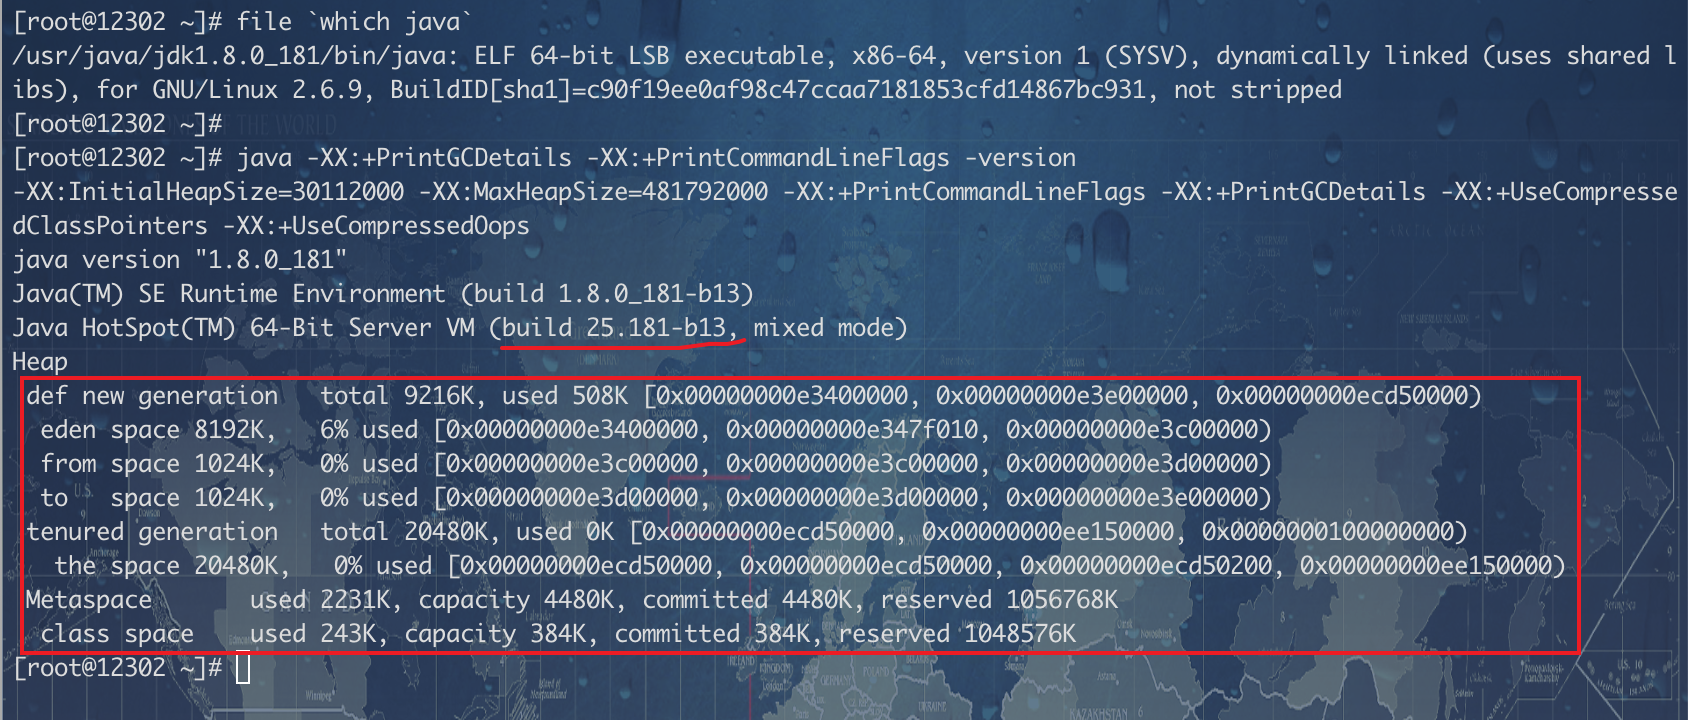 [root@12302 ~]# file `which java`
/usr/java/jdk1.8.0_181/bin/java: ELF 64-bit LSB executable, x86-64, version 1 (SYSV), dynamically linked (uses shared l
ibs), for GNU/Linux 2.6.9, BuildID[sha1]=c90f19ee0af98c47ccaa7181853cfd14867bc931, not stripped
[root@12302 ~]#
[root@12302 ~]# java -XX:+PrintGCDetails -XX:+PrintCommandLineFlags -version
-XX:InitialHeapSize=30112000 -XX:MaxHeapSize=481792000 -XX:+PrintCommandLineFlags -XX:+PrintGCDetails -XX:+UseCompresse
dClassPointers -XX:+UseCompressedOops
java version "1.8.0_181"
Java(TM) SE Runtime Environment (build 1.8.0_181-b13)
Java HotSpot(TM) 64-Bit Server VM (build 25.181-b13, mixed mode)
Heap
 def new generation   total 9216K, used 508K [0x00000000e3400000, 0x00000000e3e00000, 0x00000000ecd50000)
  eden space 8192K,   6% used [0x00000000e3400000, 0x00000000e347f010, 0x00000000e3c00000)
  from space 1024K,   0% used [0x00000000e3c00000, 0x00000000e3c00000, 0x00000000e3d00000)
  to   space 1024K,   0% used [0x00000000e3d00000, 0x00000000e3d00000, 0x00000000e3e00000)
 tenured generation   total 20480K, used 0K [0x00000000ecd50000, 0x00000000ee150000, 0x0000000100000000)
   the space 20480K,   0% used [0x00000000ecd50000, 0x00000000ecd50000, 0x00000000ecd50200, 0x00000000ee150000)
 Metaspace       used 2231K, capacity 4480K, committed 4480K, reserved 1056768K
  class space    used 243K, capacity 384K, committed 384K, reserved 1048576K
[root@12302 ~]#